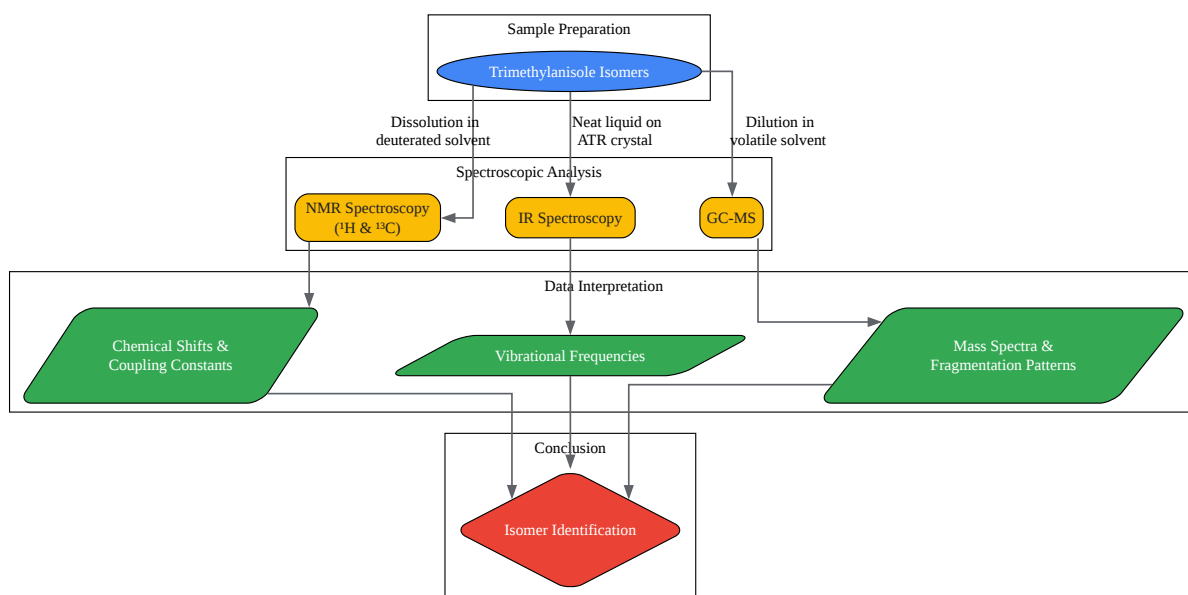 Sample Preparation
Trimethylanisole Isomers
Dissolution in
deuterated solvent
Neat liquid on
ATR crystal
Dilution in
volatile solvent
Spectroscopic Analysis
NMR Spectroscopy
(¹H & ¹³C)
IR Spectroscopy
GC-MS
Data Interpretation
Chemical Shifts &
Coupling Constants
Vibrational Frequencies
Mass Spectra &
Fragmentation Patterns
Conclusion
Isomer Identification